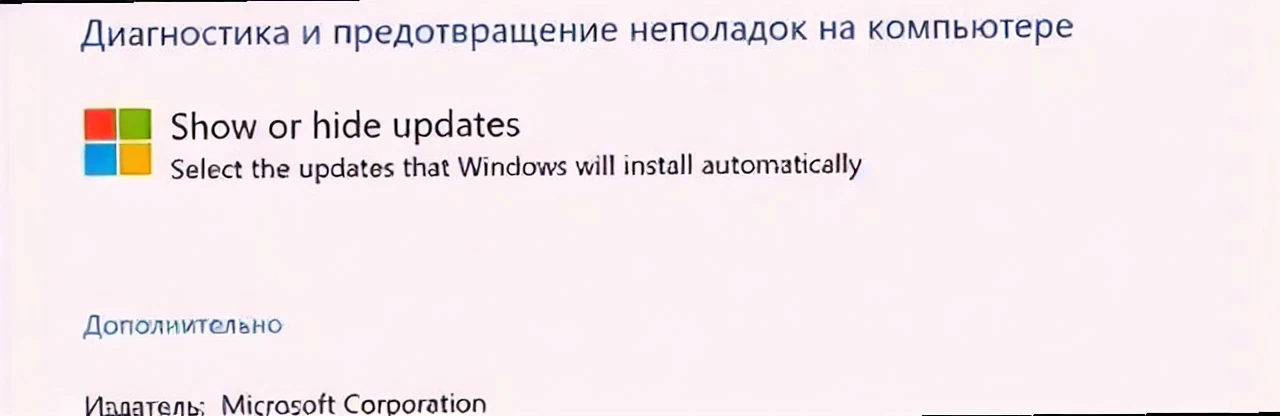 Диагностика и предотвращение неполадок на компьютере
Show or hide updates
Select the updates that Windows will install automatically
Дополнительно
Издатель: Microsoft Corporation